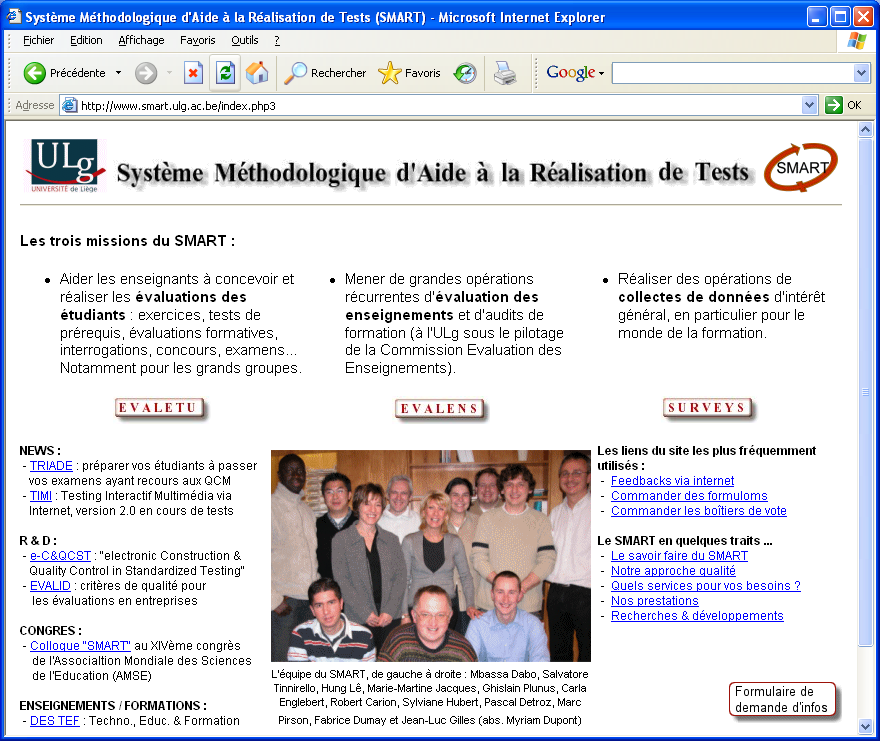 Système Méthodologique d'Aide à la Réalisation de Tests (SMART) - Microsoft Internet Explorer
Fichier Edition Affichage Favoris Outils ?
Précédente Rechercher Favoris Google
Adresse http://www.smart.ulg.ac.be/index.php3 OK
ULg
UNIVERSITÉ de Liège
Système Méthodologique d'Aide à la Réalisation de Tests
SMART
Les trois missions du SMART :
• Aider les enseignants à concevoir et
réaliser les évaluations des
étudiants : exercices, tests de
prérequis, évaluations formatives,
interrogations, concours, examens...
Notamment pour les grands groupes.
• Mener de grandes opérations
récurrentes d'évaluation des
enseignements et d'audits de
formation (à l'ULg sous le pilotage
de la Commission Evaluation des
Enseignements).
• Réaliser des opérations de
collectes de données d'intérêt
général, en particulier pour le
monde de la formation.
EVALETU
EVALENS
SURVEYS
NEWS :
- TRIADE : préparer vos étudiants à passer
vos examens ayant recours aux QCM
- TIMI : Testing Interactif Multimédia via
Internet, version 2.0 en cours de tests
R & D :
- e-C&QCST : "electronic Construction &
Quality Control in Standardized Testing"
- EVALID : critères de qualité pour
les évaluations en entreprises
CONGRES :
- Colloque "SMART" au XIVème congrès
de l'Assocaltion Mondiale des Sciences
de l'Education (AMSE)
ENSEIGNEMENTS / FORMATIONS :
- DES TEF : Techno., Educ. & Formation
L'équipe du SMART, de gauche à droite : Mbassa Dabo, Salvatore
Tinnirello, Hung Lê, Marie-Martine Jacques, Ghislain Plunus, Carla
Englebert, Robert Carion, Sylviane Hubert, Pascal Detroz, Marc
Pirson, Fabrice Dumay et Jean-Luc Gilles (abs. Myriam Dupont)
Les liens du site les plus fréquemment
utilisés :
- Feedbacks via internet
- Commander des formuloms
- Commander les boîtiers de vote
Le SMART en quelques traits ...
- Le savoir faire du SMART
- Notre approche qualité
- Quels services pour vos besoins ?
- Nos prestations
- Recherches & développements
Formulaire de
demande d'infos